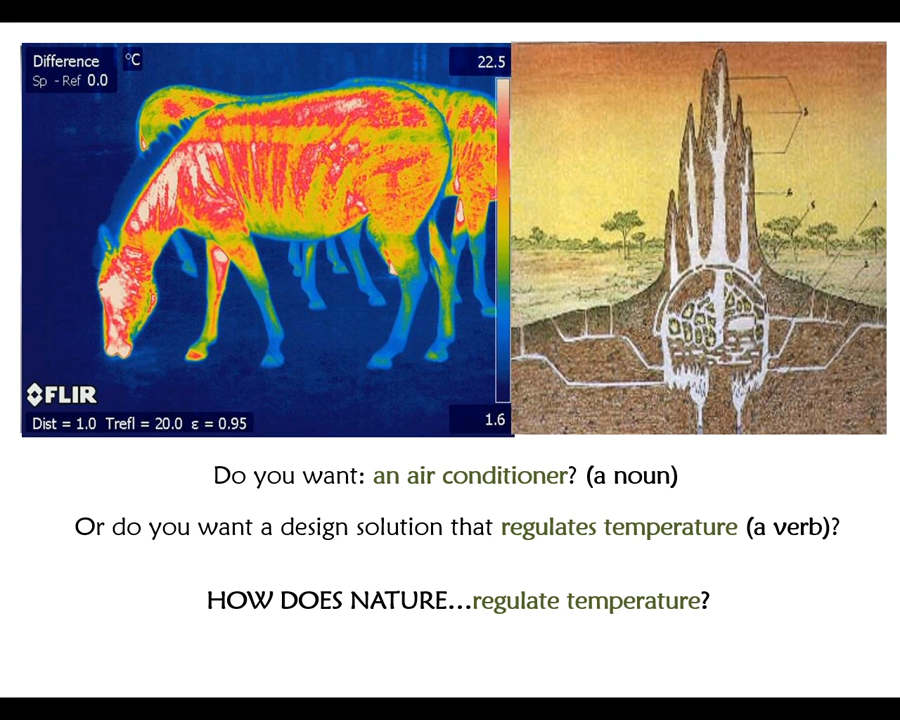 Difference °C
Sp - Ref 0.0
22.5
FLIR
Dist = 1.0 Trefl = 20.0 ε = 0.95
1.6
Do you want: an air conditioner? (a noun)
Or do you want a design solution that regulates temperature (a verb)?
HOW DOES NATURE...regulate temperature?